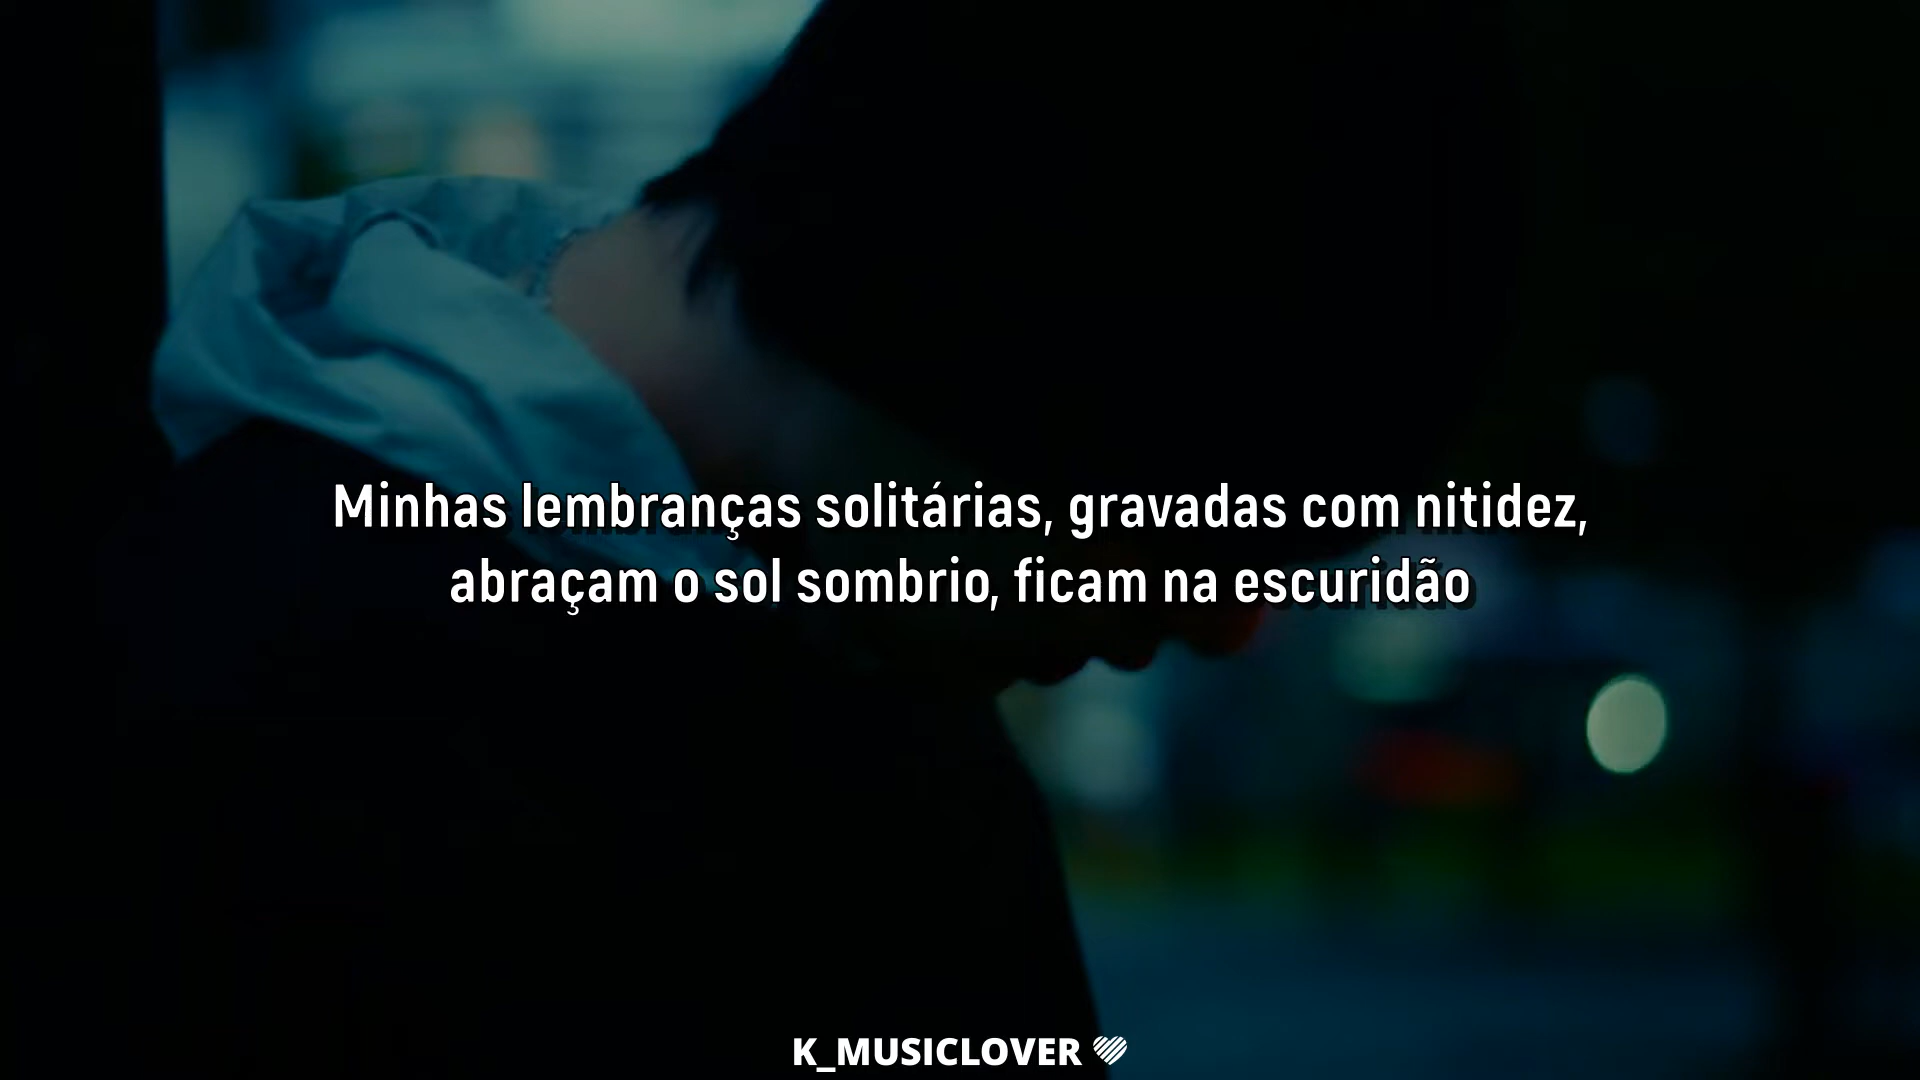 Minhas lembranças solitárias, gravadas com nitidez,
abraçam o sol sombrio, ficam na escuridão
K_MUSICLOVER